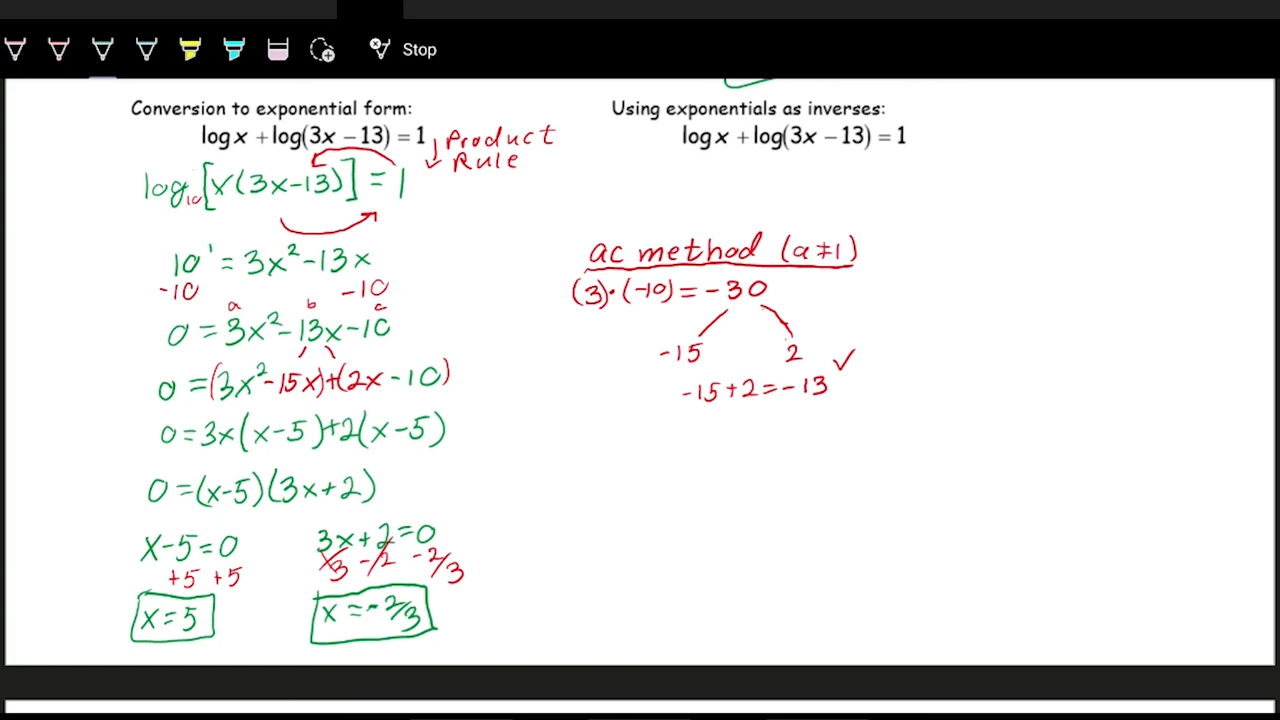 Stop
Conversion to exponential form:
log x + log(3x − 13) = 1
Product
Rule
log₁₀[x(3x−13)] = 1
10¹ = 3x² −13x
-10 -10
a b c
0 = 3x² − 13x − 10
0 = (3x² − 15x) + (2x − 10)
0 = 3x(x − 5) + 2(x − 5)
0 = (x−5)(3x+2)
x − 5 = 0 3x + 2 = 0
+5 +5 /3 −2 −2/3
x = 5 x = −2/3
Using exponentials as inverses:
log x + log(3x − 13) = 1
ac method (a≠1)
(3)·(−10) = −30
-15 2 ✓
-15 + 2 = −13